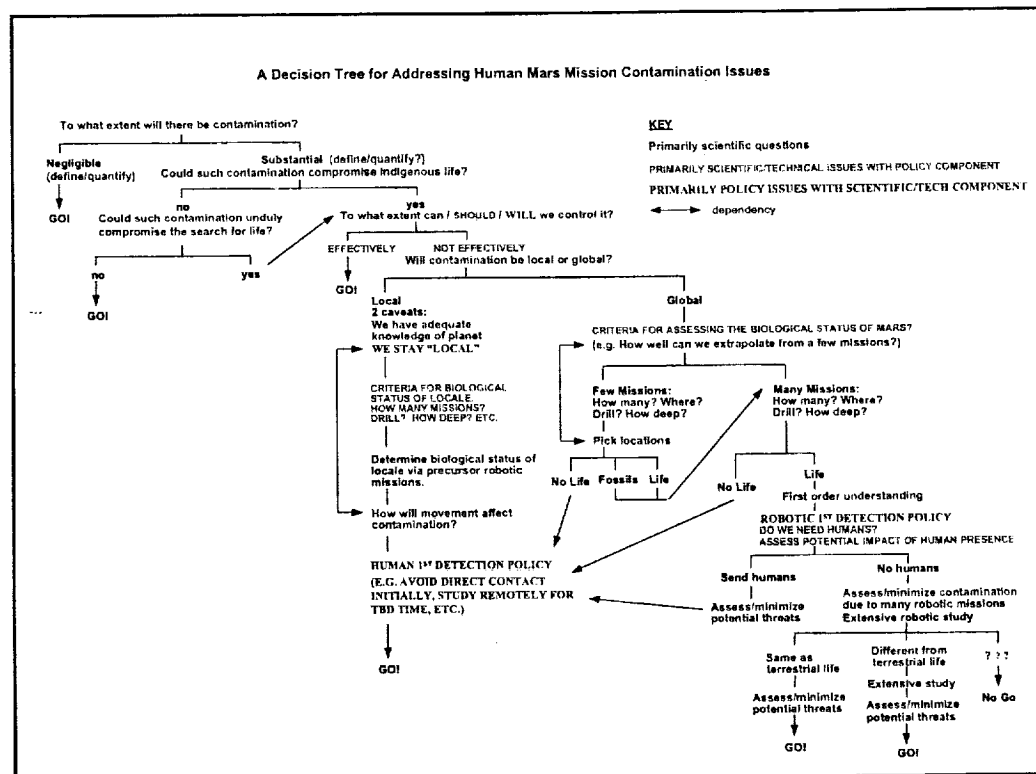 A Decision Tree for Addressing Human Mars Mission Contamination Issues
To what extent will there be contamination?
KEY
Primarily scientific questions
PRIMARILY SCIENTIFIC/TECHNICAL ISSUES WITH POLICY COMPONENT
PRIMARILY POLICY ISSUES WITH SCIENTIFIC/TECH COMPONENT
dependency
Negligible
(define/quantify)
GO!
Substantial (define/quantify?)
Could such contamination compromise indigenous life?
no
Could such contamination unduly
compromise the search for life?
yes
To what extent can / SHOULD / WILL we control it?
no
yes
GO!
EFFECTIVELY
GO!
NOT EFFECTIVELY
Will contamination be local or global?
Local
2 caveats:
We have adequate
knowledge of planet
WE STAY "LOCAL"
CRITERIA FOR BIOLOGICAL
STATUS OF LOCALE.
HOW MANY MISSIONS?
DRILL? HOW DEEP? ETC.
Determine biological status of
locale via precursor robotic
missions.
How will movement affect
contamination?
HUMAN 1ST DETECTION POLICY
(E.G. AVOID DIRECT CONTACT
INITIALLY, STUDY REMOTELY FOR
TBD TIME, ETC.)
GO!
Global
CRITERIA FOR ASSESSING THE BIOLOGICAL STATUS OF MARS?
(e.g. How well can we extrapolate from a few missions?)
Few Missions:
How many? Where?
Drill? How deep?
Pick locations
No Life
Fossils
Life
Many Missions:
How many? Where?
Drill? How deep?
No Life
Life
First order understanding
ROBOTIC 1ST DETECTION POLICY
DO WE NEED HUMANS?
ASSESS POTENTIAL IMPACT OF HUMAN PRESENCE
Send humans
Assess/minimize
potential threats
No humans
Assess/minimize contamination
due to many robotic missions
Extensive robotic study
Same as
terrestrial life
Assess/minimize
potential threats
GO!
Different from
terrestrial life
Extensive study
Assess/minimize
potential threats
GO!
? ? ?
No Go